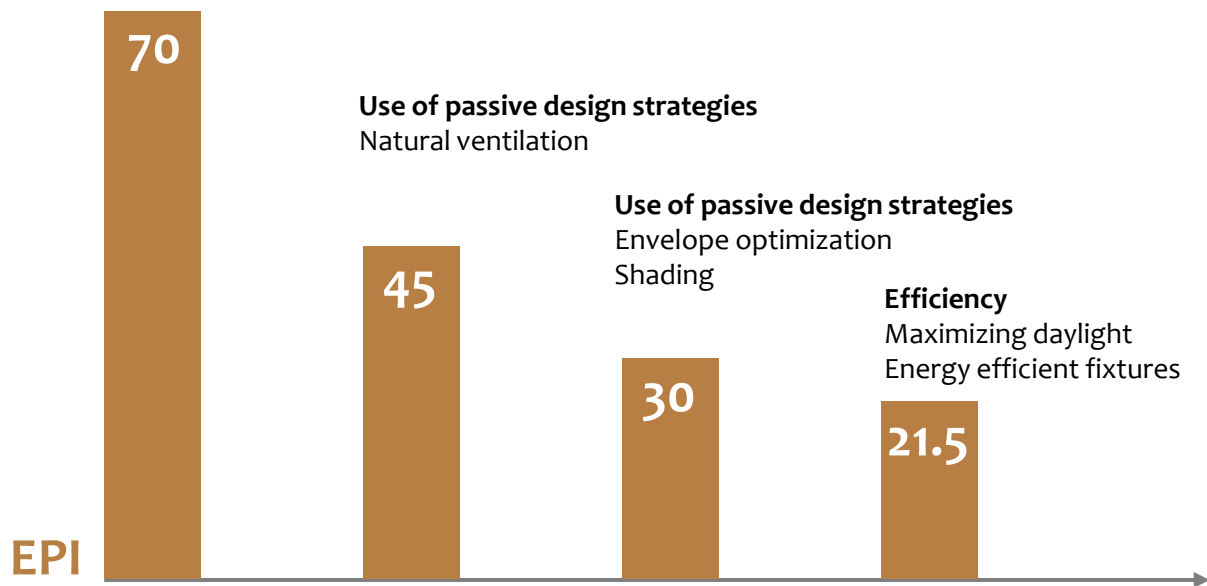 70
Use of passive design strategies
Natural ventilation
45
Use of passive design strategies
Envelope optimization
Shading
30
Efficiency
Maximizing daylight
Energy efficient fixtures
21.5
EPI